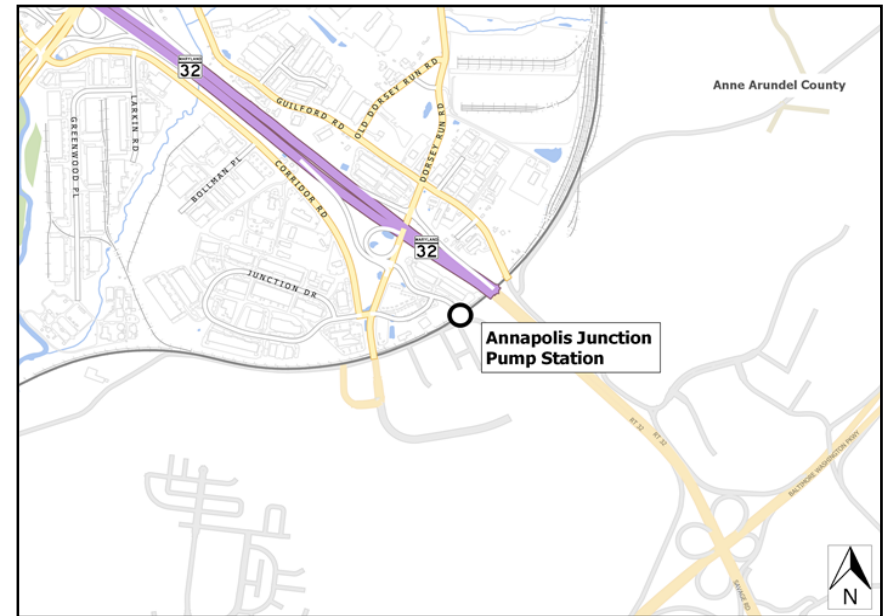 MARYLAND
32
Anne Arundel County
GUILFORD RD
OLD DORSEY RUN RD
DORSEY RUN RD
LARKIN RD
GREENWOOD PL
BOLLMAN PL
CORRIDOR RD
MARYLAND
32
JUNCTION DR
Annapolis Junction
Pump Station
RT 32
RT 32
BALTIMORE WASHINGTON PKWY
SAVAGE RD
N